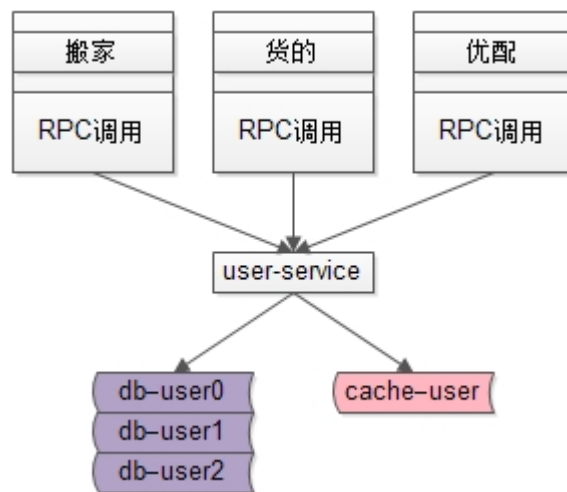 搬家
货的
优配
RPC调用
RPC调用
RPC调用
user-service
db–user0
cache–user
db–user1
db–user2